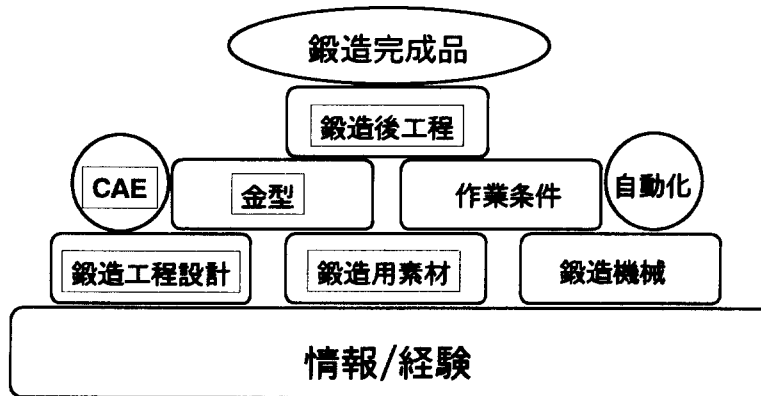 鍛造完成品
鍛造後工程
CAE
金型
作業条件
自動化
鍛造工程設計
鍛造用素材
鍛造機械
情報/経験